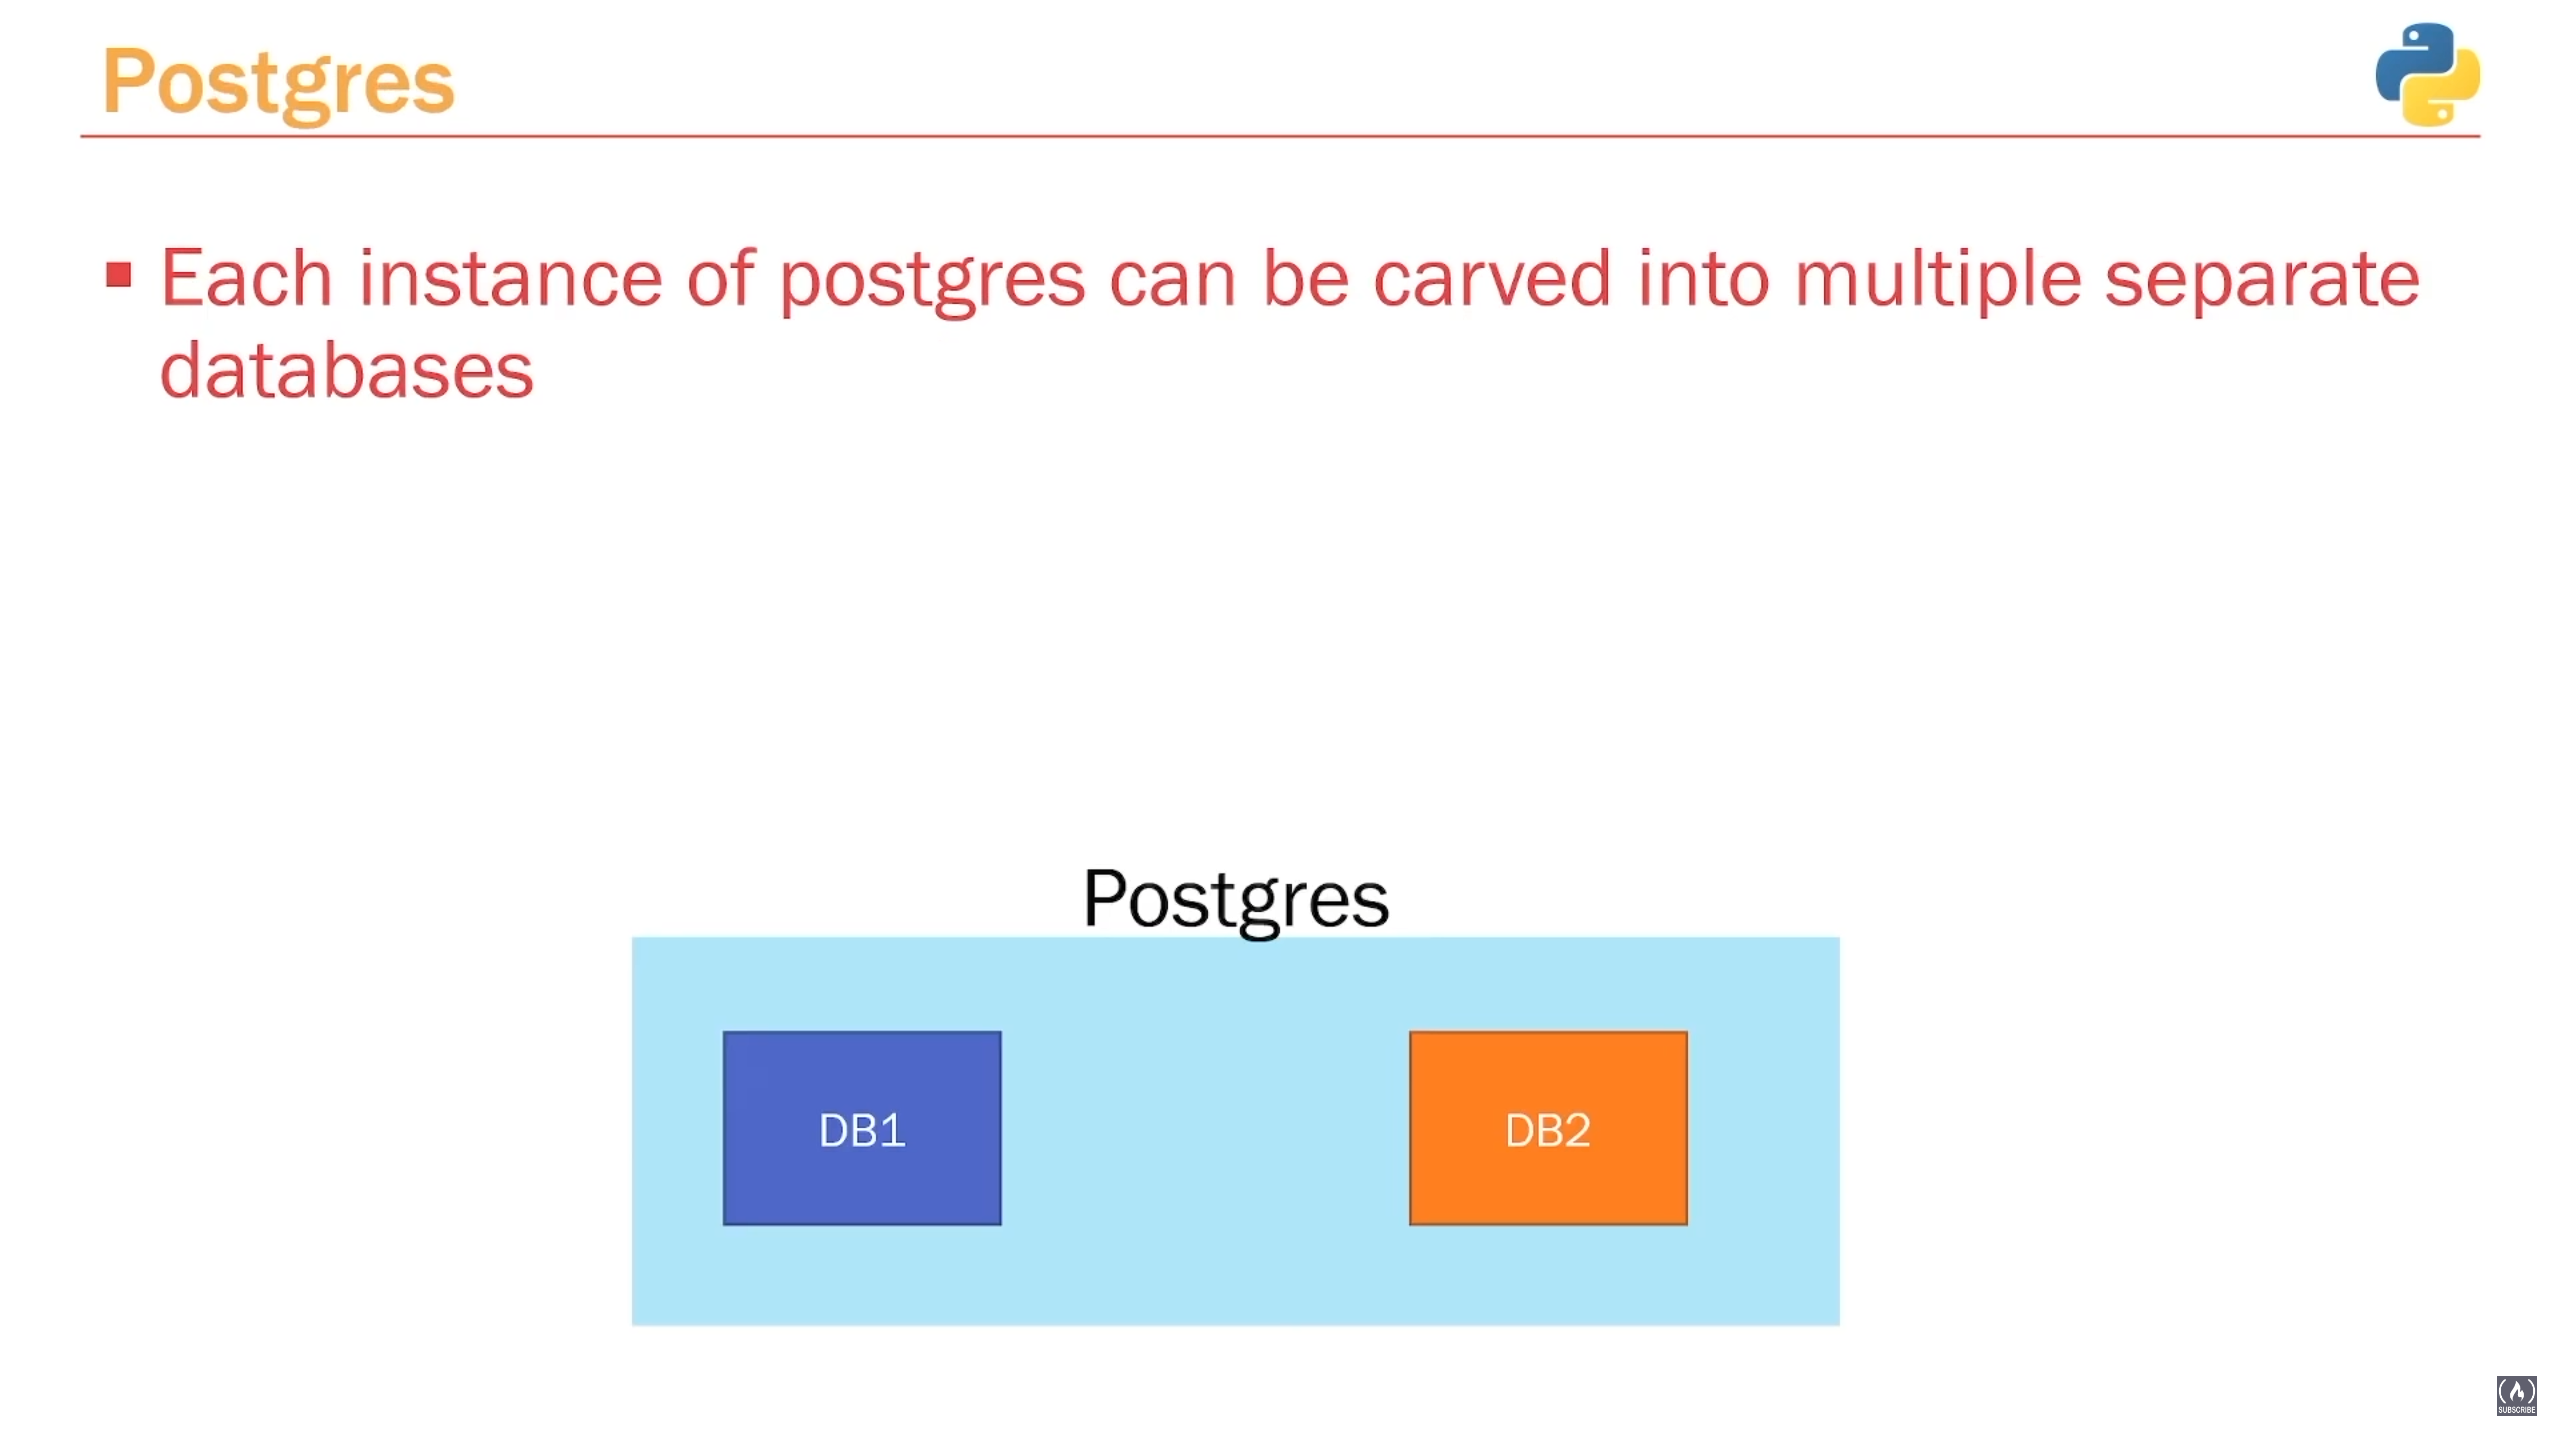 Postgres
Each instance of postgres can be carved into multiple separate
databases
Postgres
DB1
DB2
SUBSCRIBE